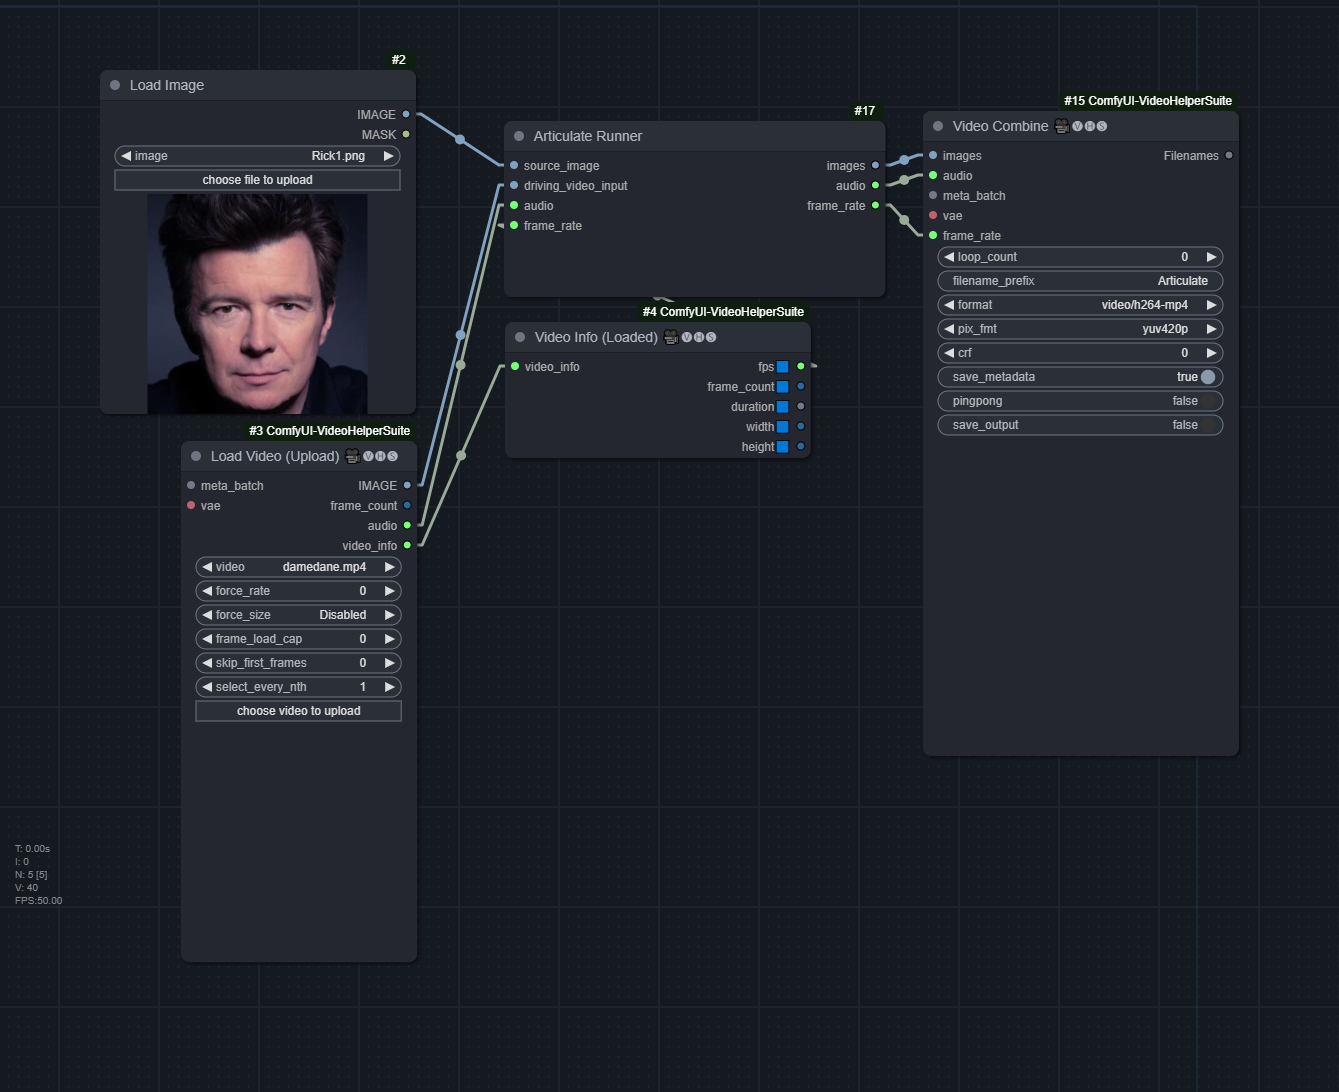 #2
Load Image
IMAGE
MASK
image Rick1.png
choose file to upload
#17
Articulate Runner
source_image images
driving_video_input audio
audio frame_rate
frame_rate
#15 ComfyUI-VideoHelperSuite
Video Combine 🎥🅥🅗🅢
images Filenames
audio
meta_batch
vae
frame_rate
loop_count 0
filename_prefix Articulate
format video/h264-mp4
pix_fmt yuv420p
crf 0
save_metadata true
pingpong false
save_output false
#4 ComfyUI-VideoHelperSuite
Video Info (Loaded) 🎥🅥🅗🅢
video_info fps
frame_count
duration
width
height
#3 ComfyUI-VideoHelperSuite
Load Video (Upload) 🎥🅥🅗🅢
meta_batch IMAGE
vae frame_count
audio
video_info
video damedane.mp4
force_rate 0
force_size Disabled
frame_load_cap 0
skip_first_frames 0
select_every_nth 1
choose video to upload
T: 0.00s
I: 0
N: 5 [5]
V: 40
FPS:50.00